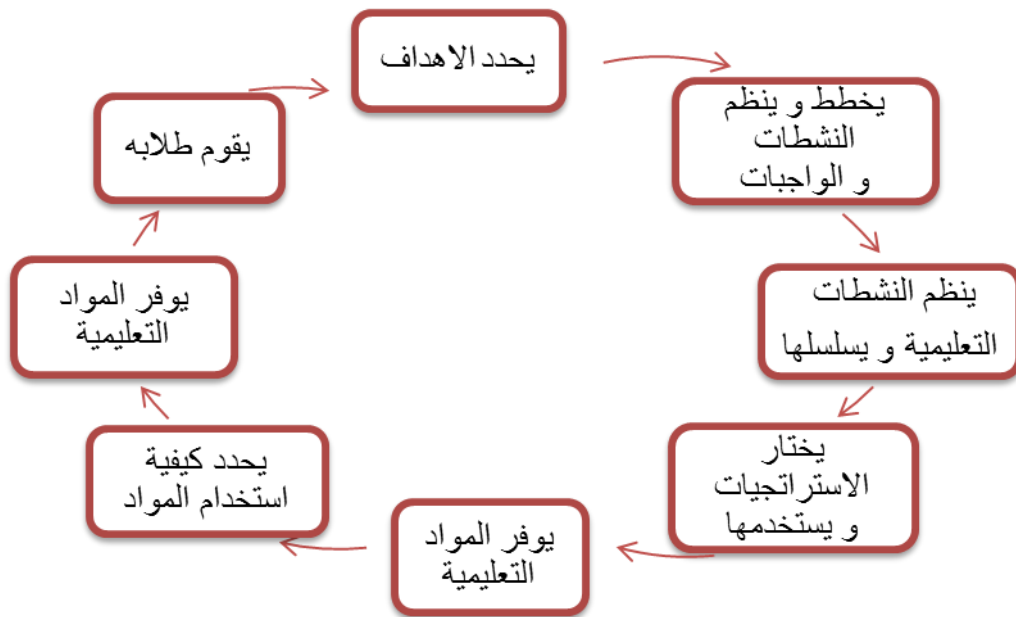 يحدد الاهداف
يخطط و ينظم
النشطات
و الواجبات
ينظم النشطات
التعليمية و يسلسلها
يختار
الاستراتجيات
و يستخدمها
يوفر المواد
التعليمية
يحدد كيفية
استخدام المواد
يوفر المواد
التعليمية
يقوم طلابه